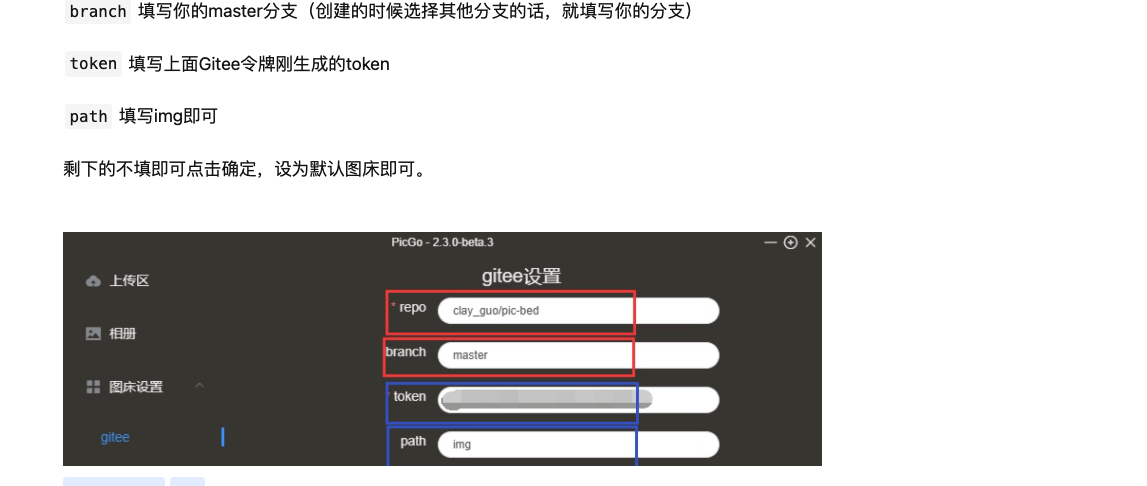 branch 填写你的master分支（创建的时候选择其他分支的话，就填写你的分支）
token 填写上面Gitee令牌刚生成的token
path 填写img即可
剩下的不填即可点击确定，设为默认图床即可。
PicGo - 2.3.0-beta.3
上传区
gitee设置
* repo clay_guo/pic-bed
相册
branch master
图床设置
* token
gitee
path img